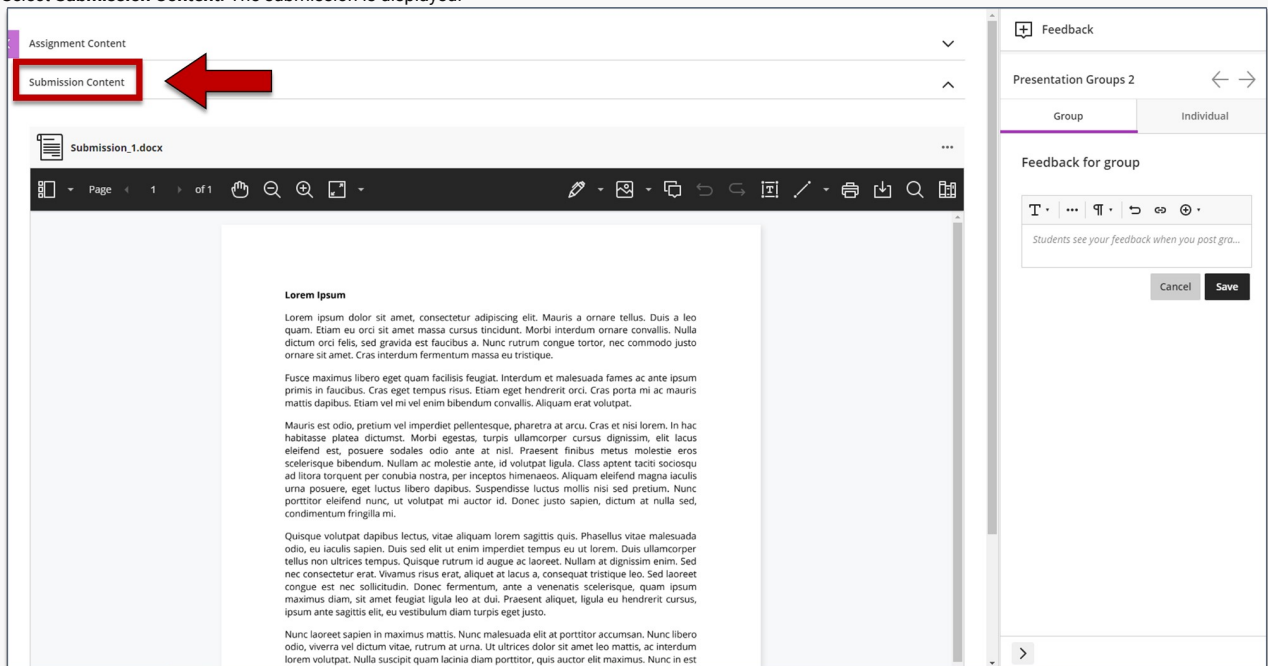 Select Submission Content. The submission is displayed.
Assignment Content
Submission Content
Submission_1.docx
Page 1 of 1
Lorem Ipsum
Lorem ipsum dolor sit amet, consectetur adipiscing elit. Mauris a ornare tellus. Duis a leo
quam. Etiam eu orci sit amet massa cursus tincidunt. Morbi interdum ornare convallis. Nulla
dictum orci felis, sed gravida est faucibus a. Nunc rutrum congue tortor, nec commodo justo
ornare sit amet. Cras interdum fermentum massa eu tristique.
Fusce maximus libero eget quam facilisis feugiat. Interdum et malesuada fames ac ante ipsum
primis in faucibus. Cras eget tempus risus. Etiam eget hendrerit orci. Cras porta mi ac mauris
mattis dapibus. Etiam vel mi vel enim bibendum convallis. Aliquam erat volutpat.
Mauris est odio, pretium vel imperdiet pellentesque, pharetra at arcu. Cras et nisi lorem. In hac
habitasse platea dictumst. Morbi egestas, turpis ullamcorper cursus dignissim, elit lacus
eleifend est, posuere sodales odio ante at nisl. Praesent finibus metus molestie eros
scelerisque bibendum. Nullam ac molestie ante, id volutpat ligula. Class aptent taciti sociosqu
ad litora torquent per conubia nostra, per inceptos himenaeos. Aliquam eleifend magna iaculis
urna posuere, eget luctus libero dapibus. Suspendisse luctus mollis nisi sed pretium. Nunc
porttitor eleifend nunc, ut volutpat mi auctor id. Donec justo sapien, dictum at nulla sed,
condimentum fringilla mi.
Quisque volutpat dapibus lectus, vitae aliquam lorem sagittis quis. Phasellus vitae malesuada
odio, eu iaculis sapien. Duis sed elit ut enim imperdiet tempus eu ut lorem. Duis ullamcorper
tellus non ultrices tempus. Quisque rutrum id augue ac laoreet. Nullam at dignissim enim. Sed
nec consectetur erat. Vivamus risus erat, aliquet at lacus a, consequat tristique leo. Sed laoreet
congue est nec sollicitudin. Donec fermentum, ante a venenatis scelerisque, quam ipsum
maximus diam, sit amet feugiat ligula leo at dui. Praesent aliquet, ligula eu hendrerit cursus,
ipsum ante sagittis elit, eu vestibulum diam turpis eget justo.
Nunc laoreet sapien in maximus mattis. Nunc malesuada elit at porttitor accumsan. Nunc libero
odio, viverra vel dictum vitae, rutrum at urna. Ut ultrices dolor sit amet leo mattis, ac interdum
lorem volutpat. Nulla suscipit quam lacinia diam porttitor, quis auctor elit maximus. Nunc in est
Feedback
Presentation Groups 2
Group Individual
Feedback for group
Students see your feedback when you post gra...
Cancel Save